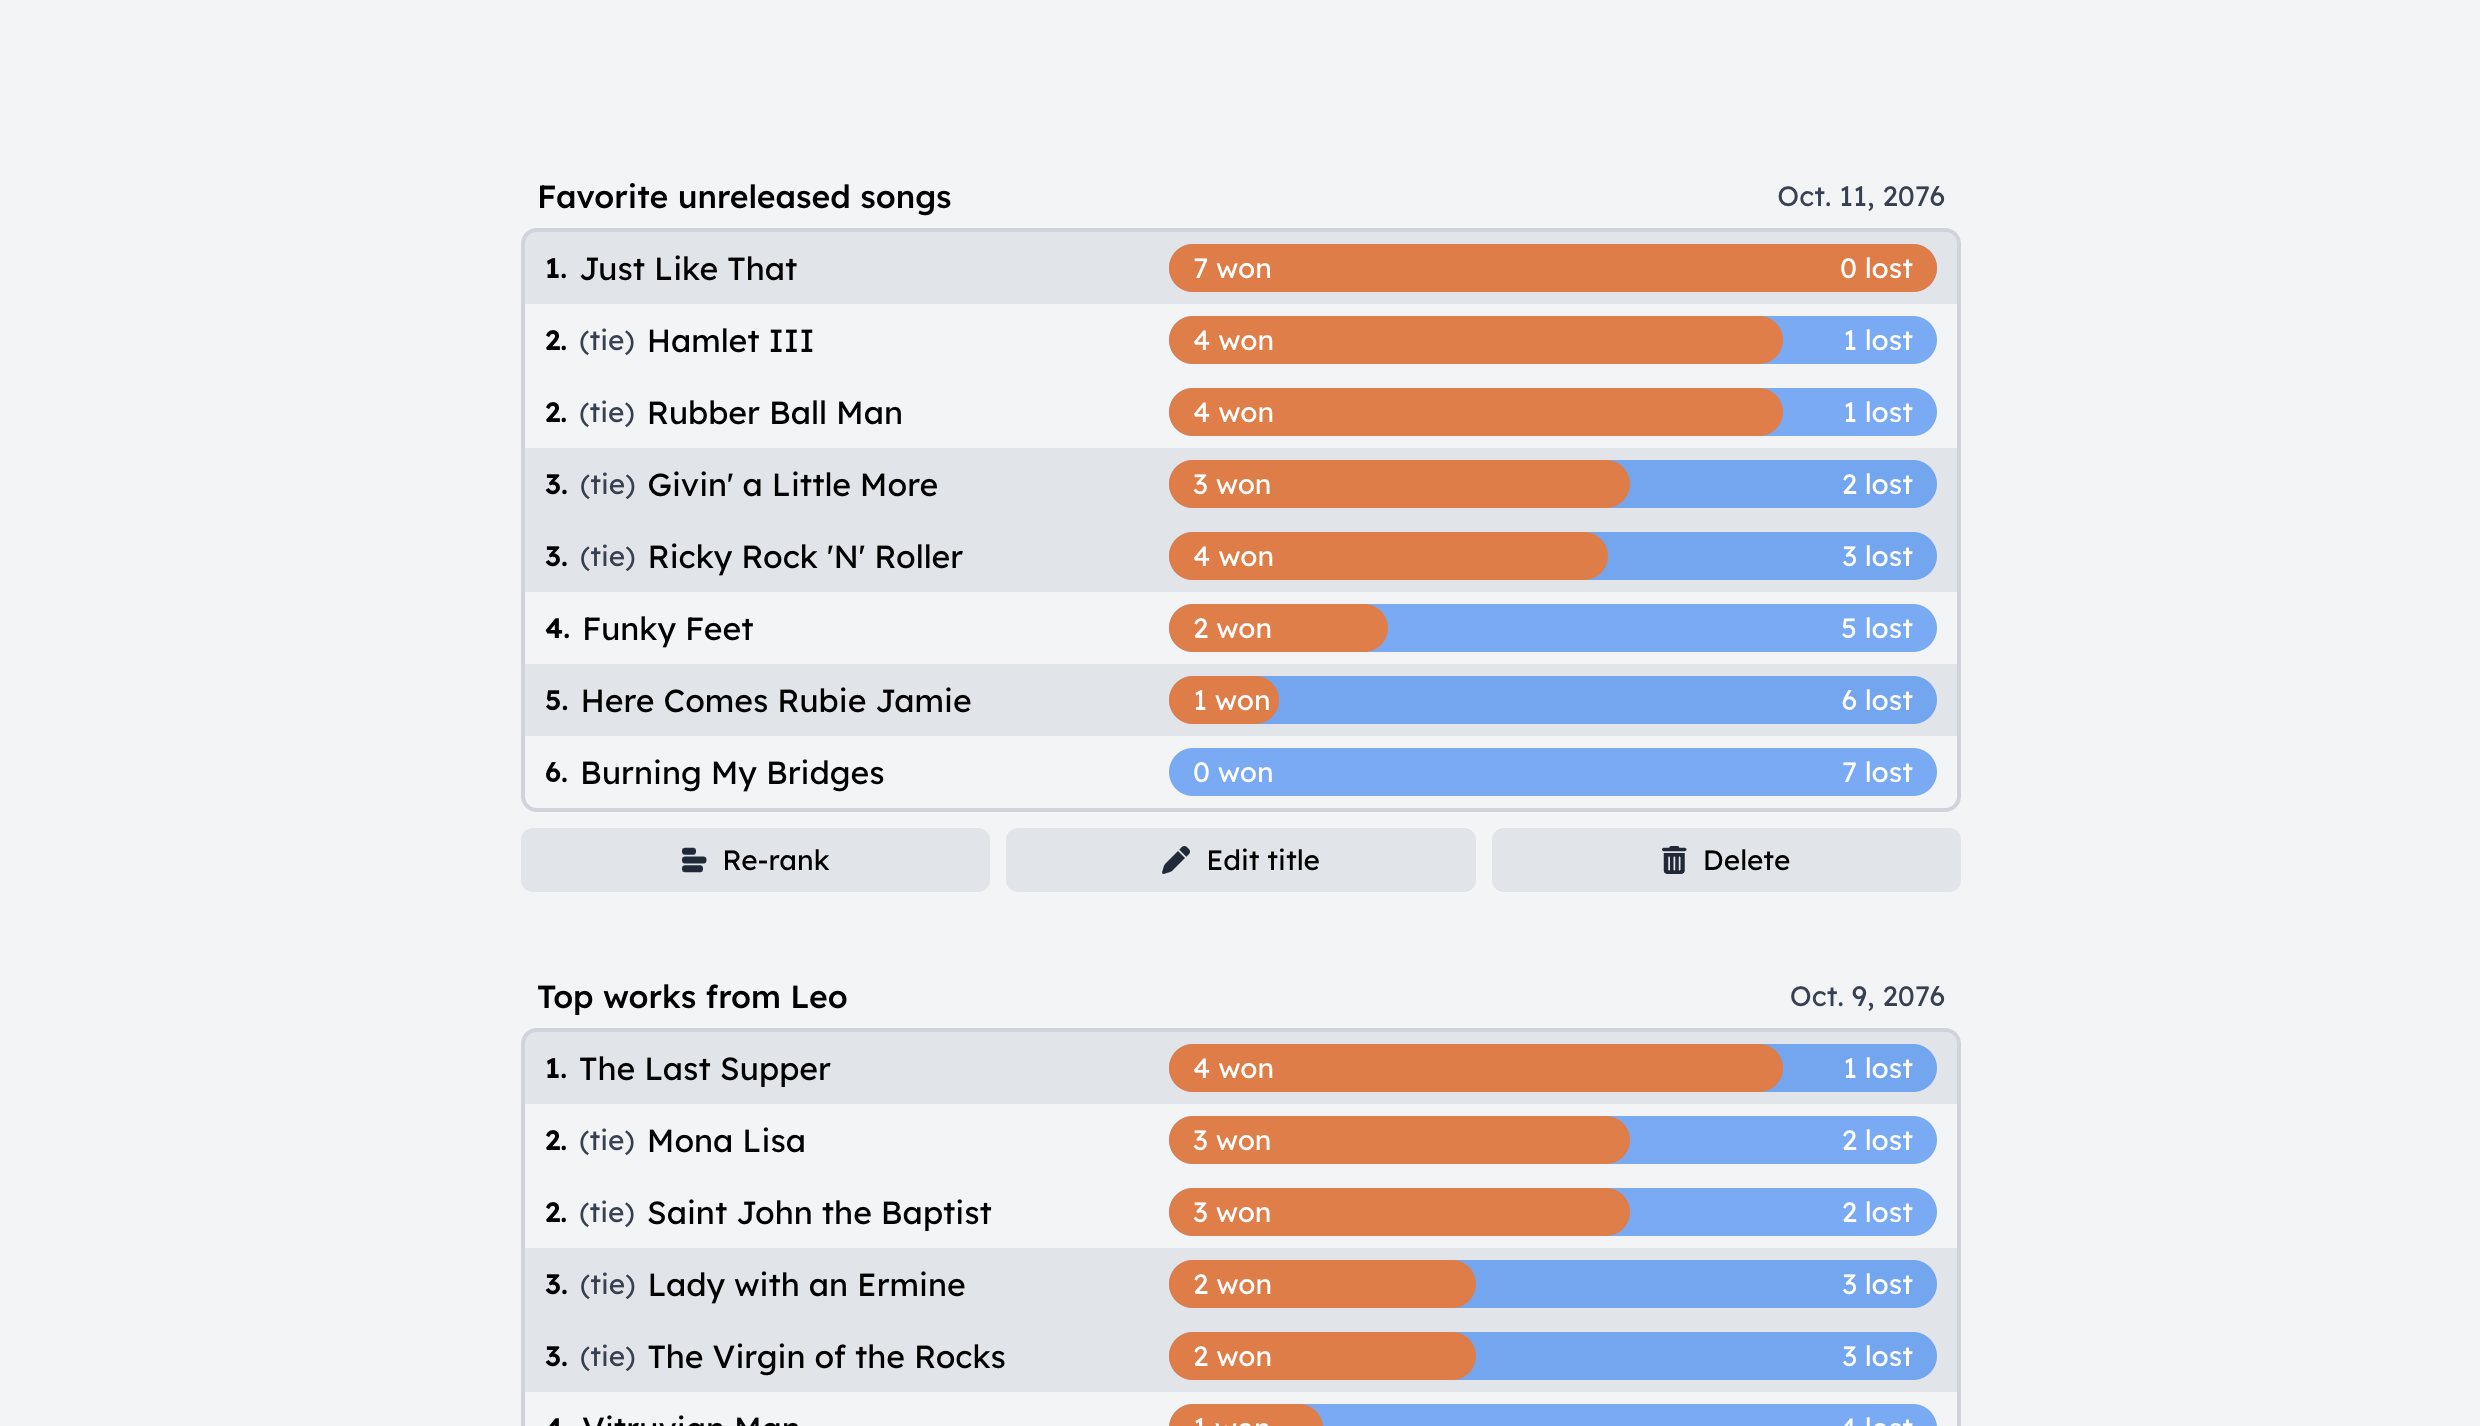 Favorite unreleased songs Oct. 11, 2076
1. Just Like That 7 won 0 lost
2. (tie) Hamlet III 4 won 1 lost
2. (tie) Rubber Ball Man 4 won 1 lost
3. (tie) Givin' a Little More 3 won 2 lost
3. (tie) Ricky Rock 'N' Roller 4 won 3 lost
4. Funky Feet 2 won 5 lost
5. Here Comes Rubie Jamie 1 won 6 lost
6. Burning My Bridges 0 won 7 lost
Re-rank Edit title Delete
Top works from Leo Oct. 9, 2076
1. The Last Supper 4 won 1 lost
2. (tie) Mona Lisa 3 won 2 lost
2. (tie) Saint John the Baptist 3 won 2 lost
3. (tie) Lady with an Ermine 2 won 3 lost
3. (tie) The Virgin of the Rocks 2 won 3 lost
4. Vitruvian Man 1 won 4 lost